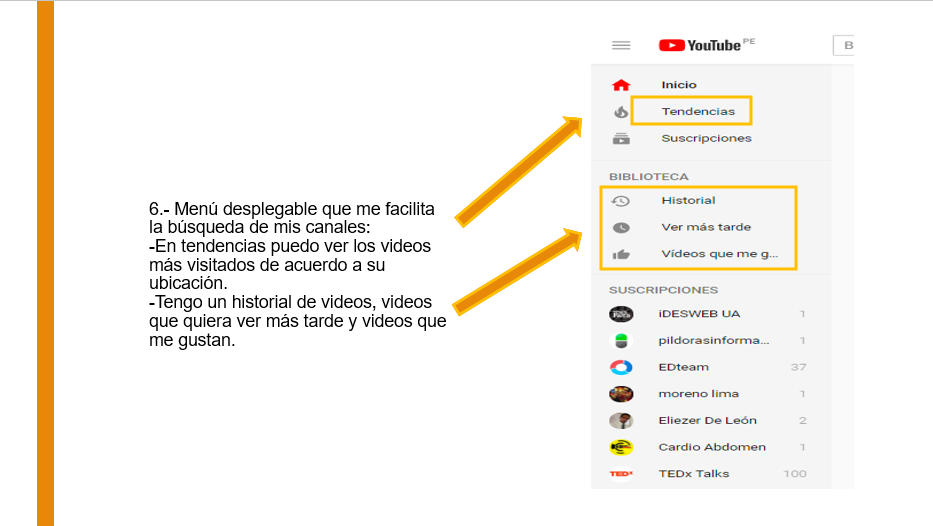 6.- Menú desplegable que me facilita
la búsqueda de mis canales:
-En tendencias puedo ver los videos
más visitados de acuerdo a su
ubicación.
-Tengo un historial de videos, videos
que quiera ver más tarde y videos que
me gustan.
YouTube PE
B
Inicio
Tendencias
Suscripciones
BIBLIOTECA
Historial
Ver más tarde
Vídeos que me g...
SUSCRIPCIONES
iDESWEB UA 1
pildorasinforma... 1
EDteam 37
moreno lima 1
Eliezer De León 2
Cardio Abdomen 1
TEDx TEDx Talks 100